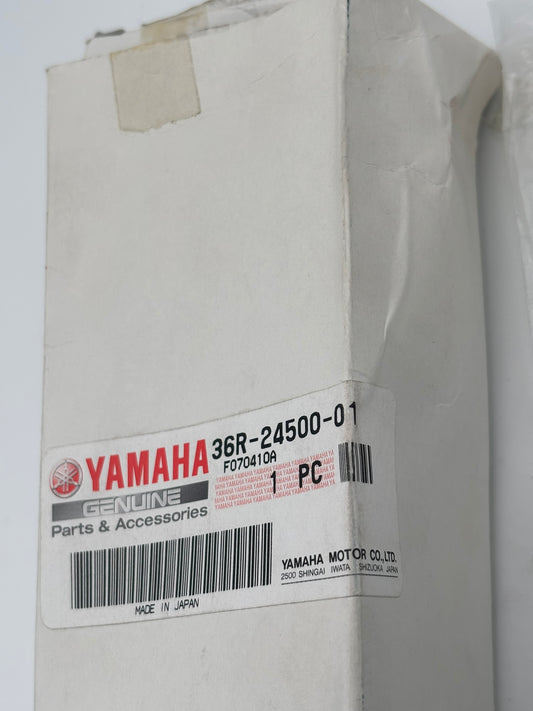 YAMAHA 36R-24500-01
F070410A
GENUINE
1 PC
Parts & Accessories
YAMAHA MOTOR CO.,LTD.
2500 SHINGAI IWATA SHIZUOKA JAPAN
MADE IN JAPAN